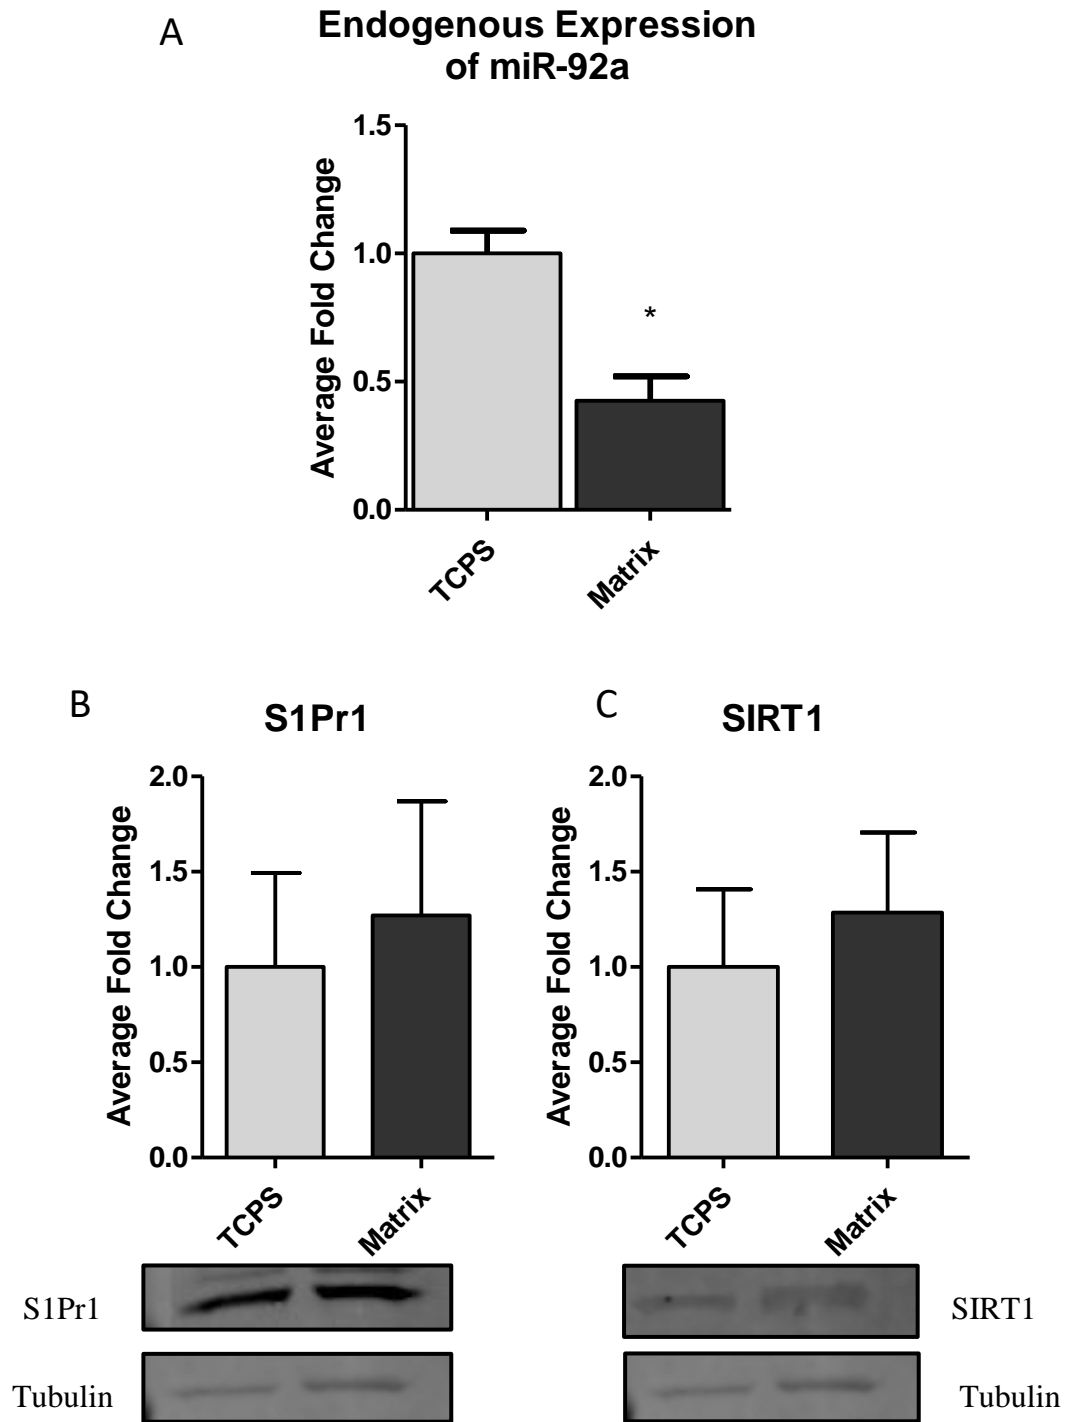 A
Endogenous Expression
of miR-92a
Average Fold Change
1.5
1.0
0.5
0.0
*
TCPS
Matrix
B
S1Pr1
Average Fold Change
2.0
1.5
1.0
0.5
0.0
TCPS
Matrix
S1Pr1
Tubulin
C
SIRT1
Average Fold Change
2.0
1.5
1.0
0.5
0.0
TCPS
Matrix
SIRT1
Tubulin